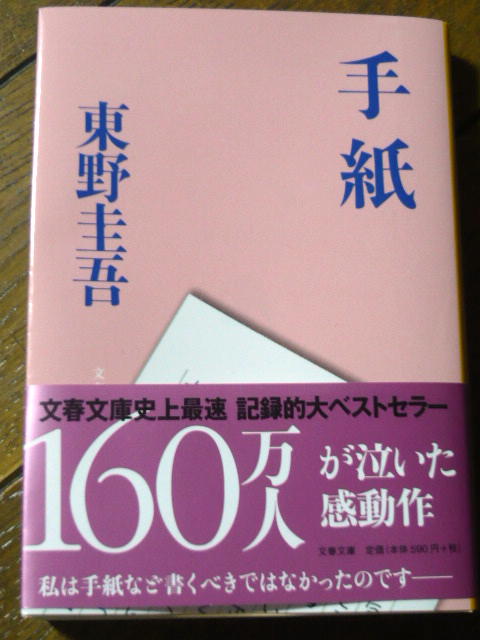 手紙
東野圭吾
文
文春文庫史上最速 記録的大ベストセラー
160万人
が泣いた
感動作
文春文庫 定価(本体590円+税)
私は手紙など書くべきではなかったのです——